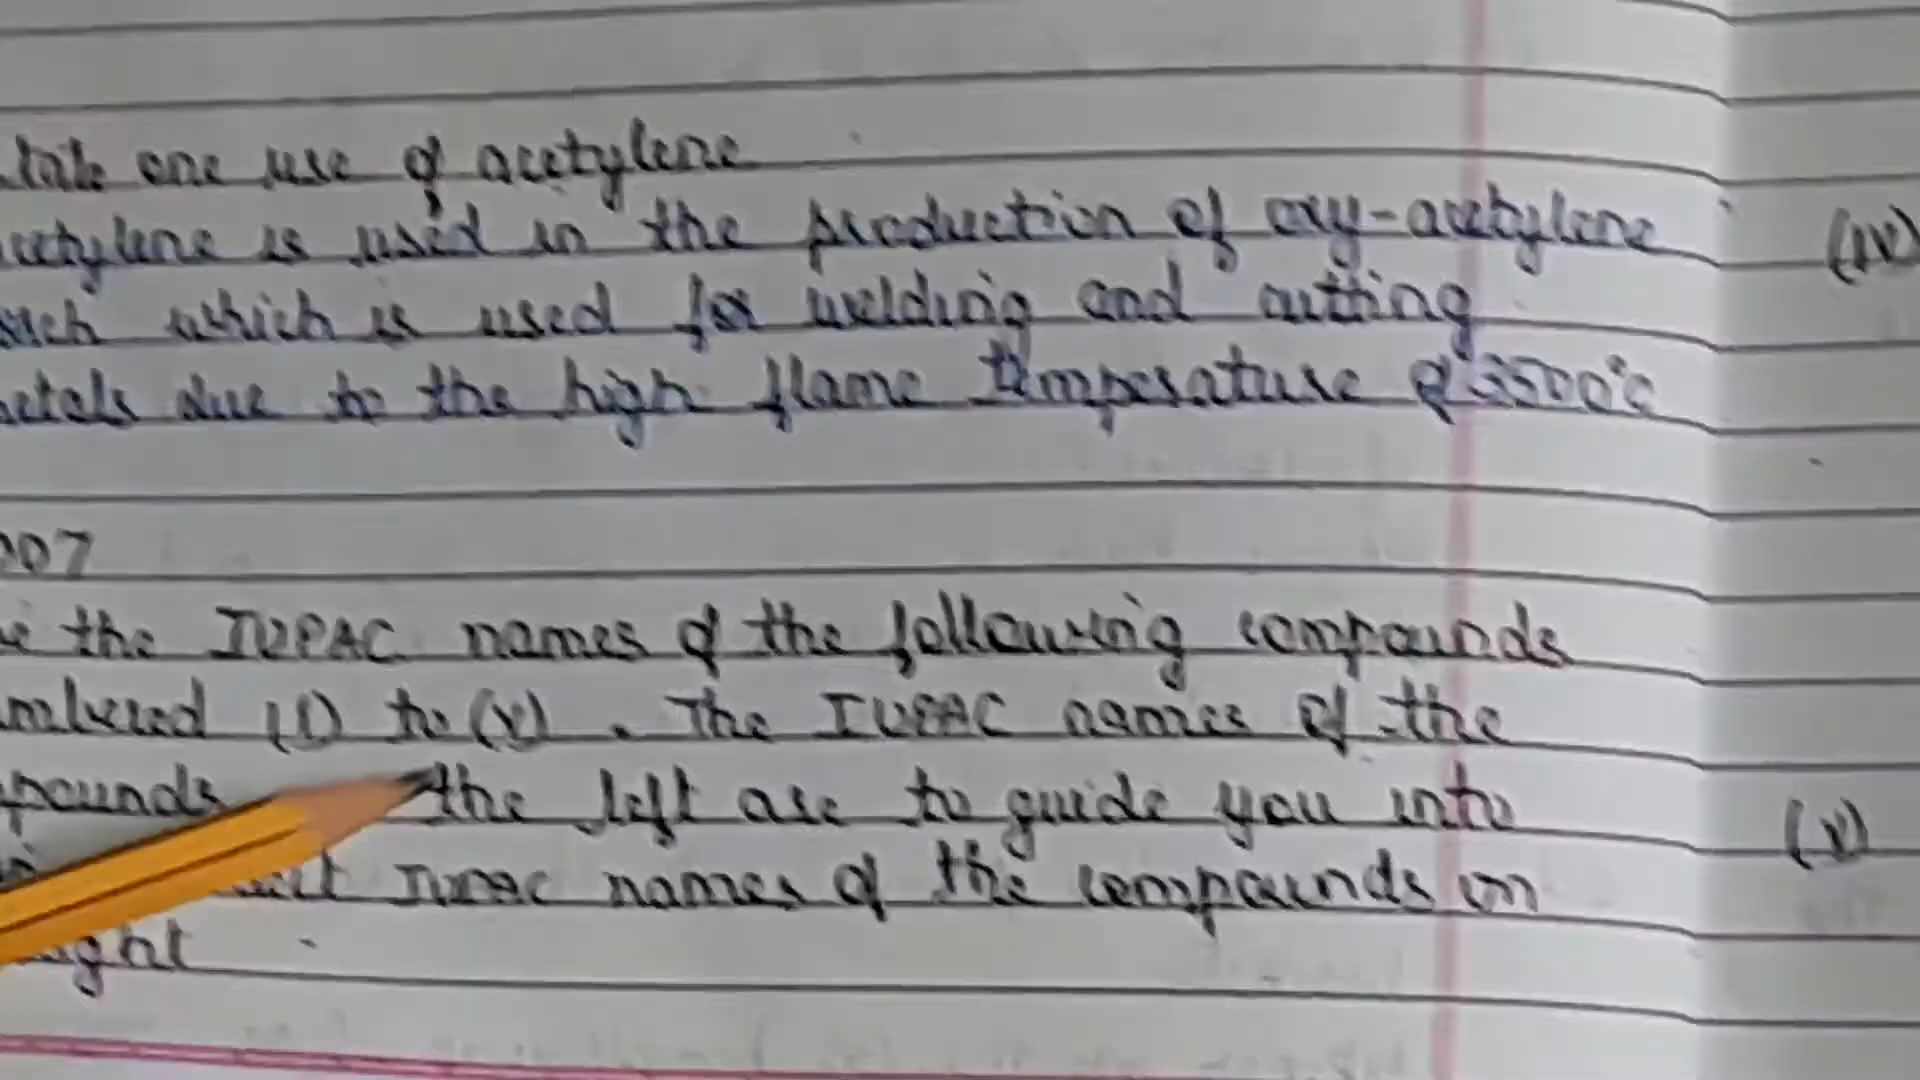 one use of acetylene
is used in the production of oxy-acetylene
which is used for welding and cutting
due to the high flame temperature of 3500°C
007
the IUPAC names of the following compounds
(i) to (v). The IUPAC names of the
the left are to guide you into
IUPAC names of the compounds on
(iv)
(v)